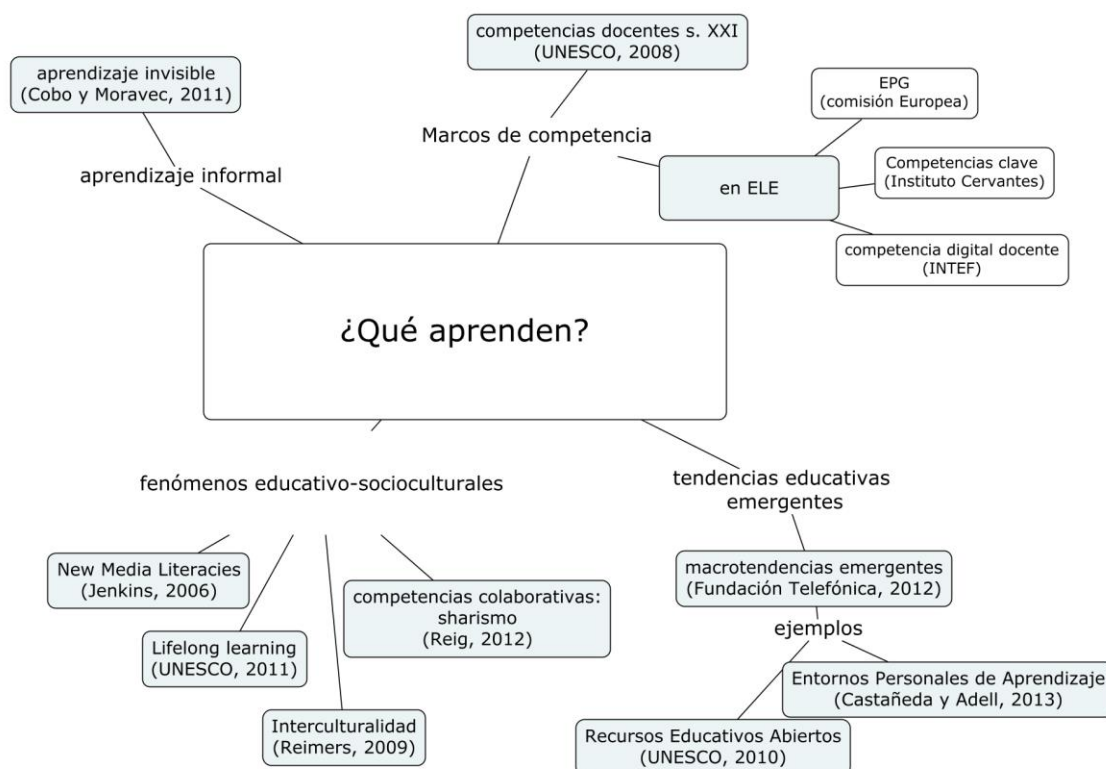 competencias docentes s. XXI
(UNESCO, 2008)
aprendizaje invisible
(Cobo y Moravec, 2011)
EPG
(comisión Europea)
Marcos de competencia
aprendizaje informal
en ELE
Competencias clave
(Instituto Cervantes)
competencia digital docente
(INTEF)
¿Qué aprenden?
fenómenos educativo-socioculturales
tendencias educativas
emergentes
New Media Literacies
(Jenkins, 2006)
competencias colaborativas:
sharismo
(Reig, 2012)
macrotendencias emergentes
(Fundación Telefónica, 2012)
ejemplos
Lifelong learning
(UNESCO, 2011)
Entornos Personales de Aprendizaje
(Castañeda y Adell, 2013)
Interculturalidad
(Reimers, 2009)
Recursos Educativos Abiertos
(UNESCO, 2010)